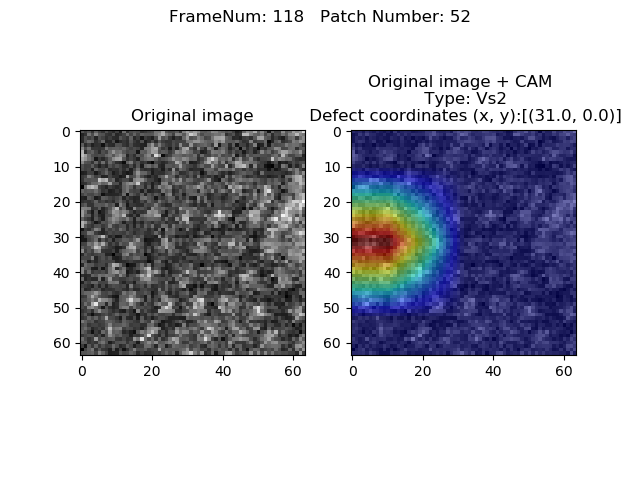 FrameNum: 118   Patch Number: 52
Original image
Original image + CAM
Type: Vs2
Defect coordinates (x, y):[(31.0, 0.0)]
0
10
20
30
40
50
60
0 20 40 60
0
10
20
30
40
50
60
0 20 40 60